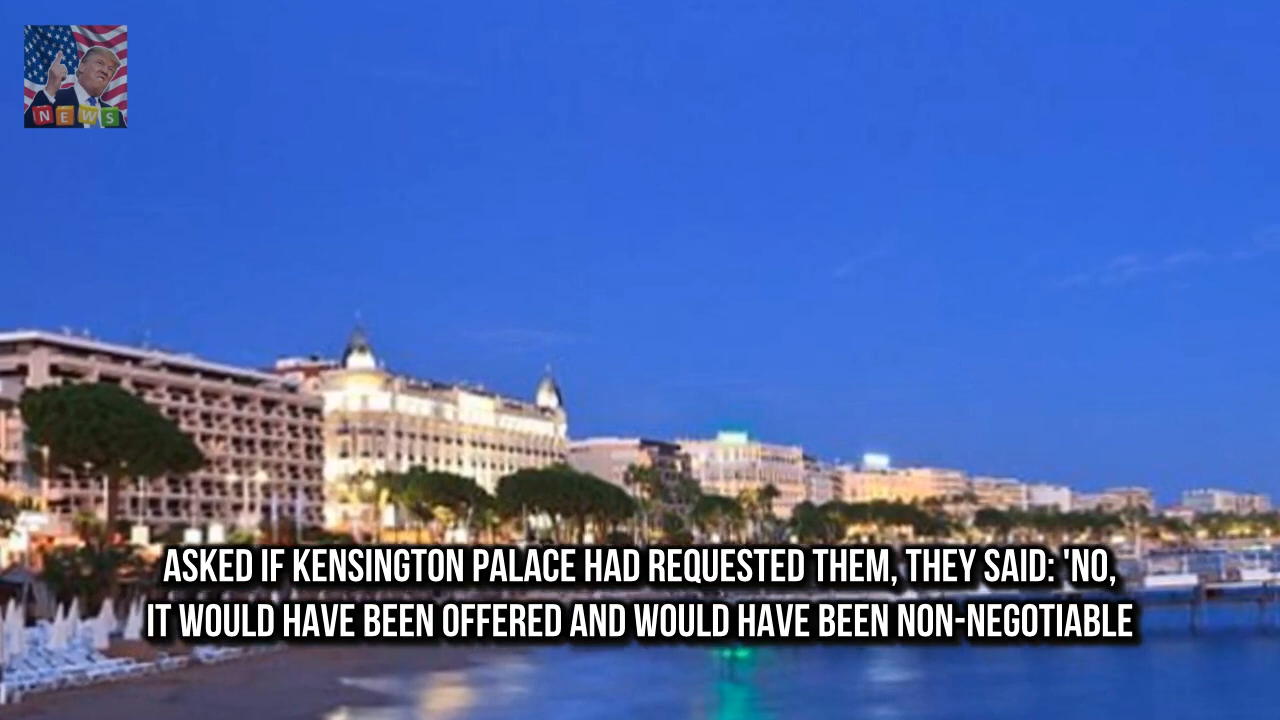 NEWS
ASKED IF KENSINGTON PALACE HAD REQUESTED THEM, THEY SAID: 'NO,
IT WOULD HAVE BEEN OFFERED AND WOULD HAVE BEEN NON-NEGOTIABLE